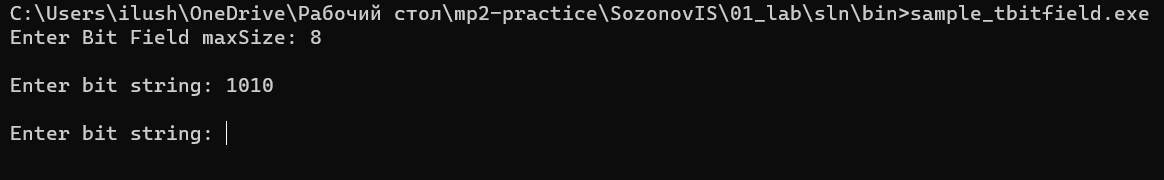 C:\Users\ilush\OneDrive\Рабочий стол\mp2-practice\SozonovIS\01_lab\sln\bin>sample_tbitfield.exe
Enter Bit Field maxSize: 8
Enter bit string: 1010
Enter bit string: